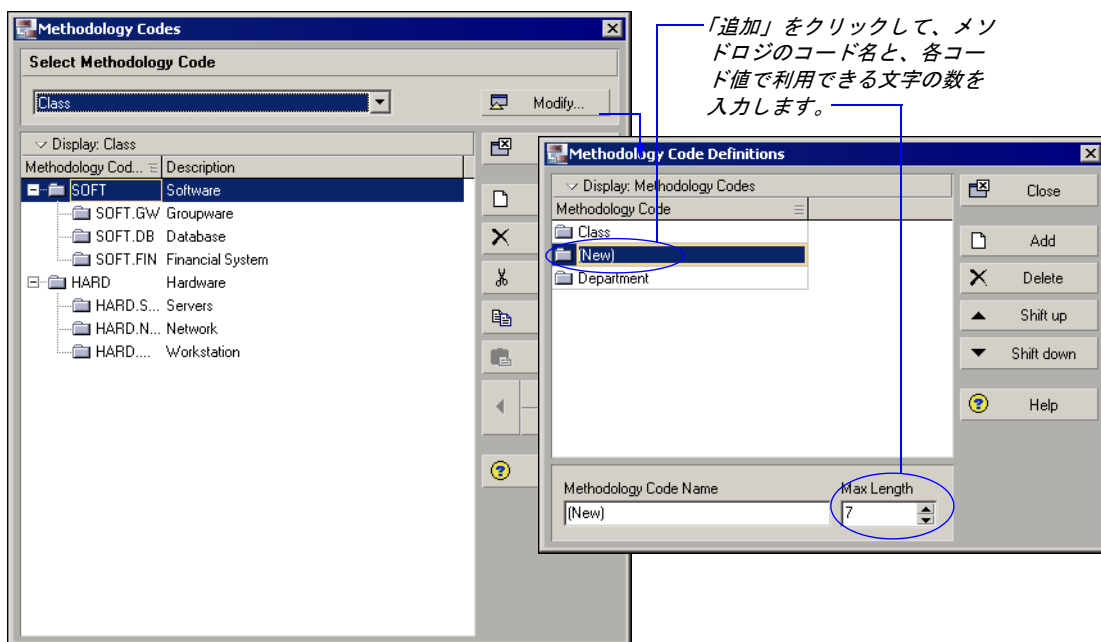 「追加」をクリックして、メソ
ドロジのコード名と、各コー
ド値で利用できる文字の数を
入力します。
Methodology Codes
Select Methodology Code
Class
Modify...
Display: Class
Methodology Cod... Description
SOFT Software
SOFT.GW Groupware
SOFT.DB Database
SOFT.FIN Financial System
HARD Hardware
HARD.S... Servers
HARD.N... Network
HARD.... Workstation
Methodology Code Definitions
Display: Methodology Codes
Methodology Code
Class
(New)
Department
Close
Add
Delete
Shift up
Shift down
Help
Methodology Code Name Max Length
(New) 7